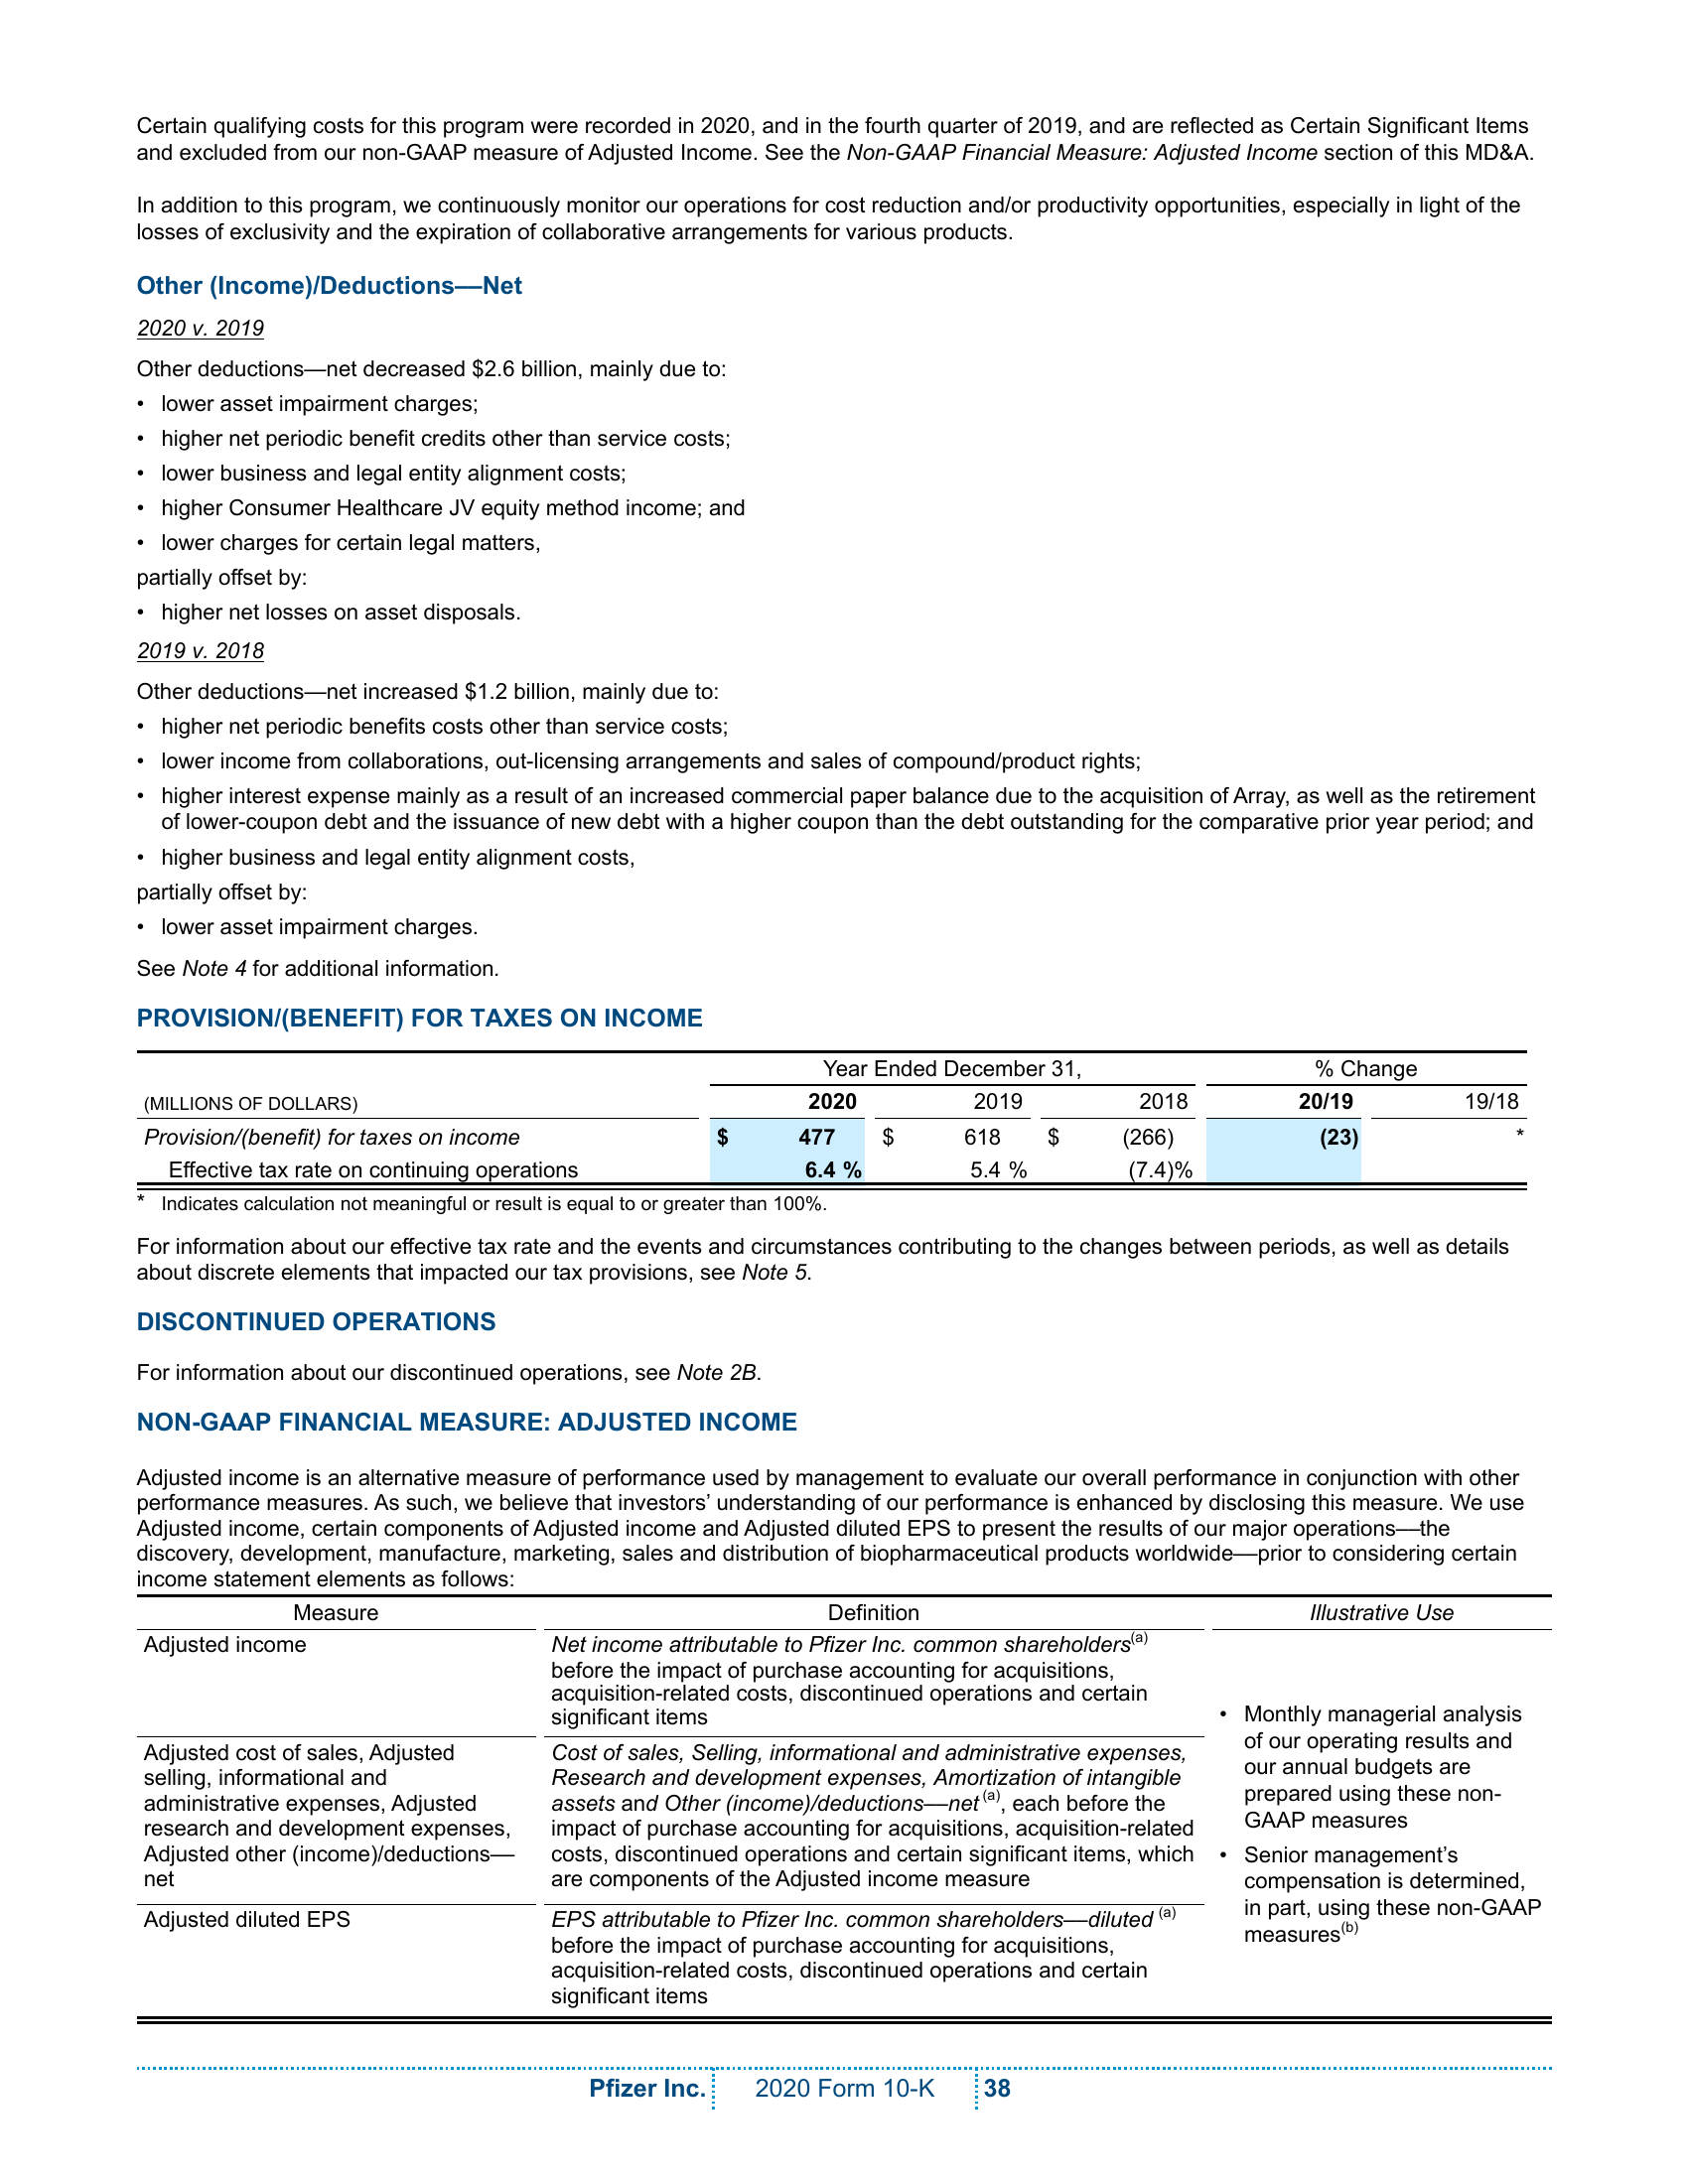 Certain qualifying costs for this program were recorded in 2020, and in the fourth quarter of 2019, and are reflected as Certain Significant Items
and excluded from our non-GAAP measure of Adjusted Income. See the Non-GAAP Financial Measure: Adjusted Income section of this MD&A.
In addition to this program, we continuously monitor our operations for cost reduction and/or productivity opportunities, especially in light of the
losses of exclusivity and the expiration of collaborative arrangements for various products.
Other (Income)/Deductions––Net
2020 v. 2019
Other deductions—net decreased $2.6 billion, mainly due to:
• lower asset impairment charges;
• higher net periodic benefit credits other than service costs;
• lower business and legal entity alignment costs;
• higher Consumer Healthcare JV equity method income; and
• lower charges for certain legal matters,
partially offset by:
• higher net losses on asset disposals.
2019 v. 2018
Other deductions—net increased $1.2 billion, mainly due to:
• higher net periodic benefits costs other than service costs;
• lower income from collaborations, out-licensing arrangements and sales of compound/product rights;
• higher interest expense mainly as a result of an increased commercial paper balance due to the acquisition of Array, as well as the retirement
of lower-coupon debt and the issuance of new debt with a higher coupon than the debt outstanding for the comparative prior year period; and
• higher business and legal entity alignment costs,
partially offset by:
• lower asset impairment charges.
See Note 4 for additional information.
PROVISION/(BENEFIT) FOR TAXES ON INCOME
Year Ended December 31, % Change
(MILLIONS OF DOLLARS) 2020 2019 2018 20/19 19/18
Provision/(benefit) for taxes on income $ 477 $ 618 $ (266) (23) *
Effective tax rate on continuing operations 6.4 % 5.4 % (7.4)%
* Indicates calculation not meaningful or result is equal to or greater than 100%.
For information about our effective tax rate and the events and circumstances contributing to the changes between periods, as well as details
about discrete elements that impacted our tax provisions, see Note 5.
DISCONTINUED OPERATIONS
For information about our discontinued operations, see Note 2B.
NON-GAAP FINANCIAL MEASURE: ADJUSTED INCOME
Adjusted income is an alternative measure of performance used by management to evaluate our overall performance in conjunction with other
performance measures. As such, we believe that investors’ understanding of our performance is enhanced by disclosing this measure. We use
Adjusted income, certain components of Adjusted income and Adjusted diluted EPS to present the results of our major operations––the
discovery, development, manufacture, marketing, sales and distribution of biopharmaceutical products worldwide––prior to considering certain
income statement elements as follows:
Measure Definition Illustrative Use
Adjusted income
Net income attributable to Pfizer Inc. common shareholders(a)
before the impact of purchase accounting for acquisitions,
acquisition-related costs, discontinued operations and certain
significant items
Adjusted cost of sales, Adjusted
selling, informational and
administrative expenses, Adjusted
research and development expenses,
Adjusted other (income)/deductions––
net
Cost of sales, Selling, informational and administrative expenses,
Research and development expenses, Amortization of intangible
assets and Other (income)/deductions––net (a), each before the
impact of purchase accounting for acquisitions, acquisition-related
costs, discontinued operations and certain significant items, which
are components of the Adjusted income measure
Adjusted diluted EPS
EPS attributable to Pfizer Inc. common shareholders––diluted (a)
before the impact of purchase accounting for acquisitions,
acquisition-related costs, discontinued operations and certain
significant items
• Monthly managerial analysis
of our operating results and
our annual budgets are
prepared using these non-
GAAP measures
• Senior management’s
compensation is determined,
in part, using these non-GAAP
measures(b)
Pfizer Inc. 2020 Form 10-K 38